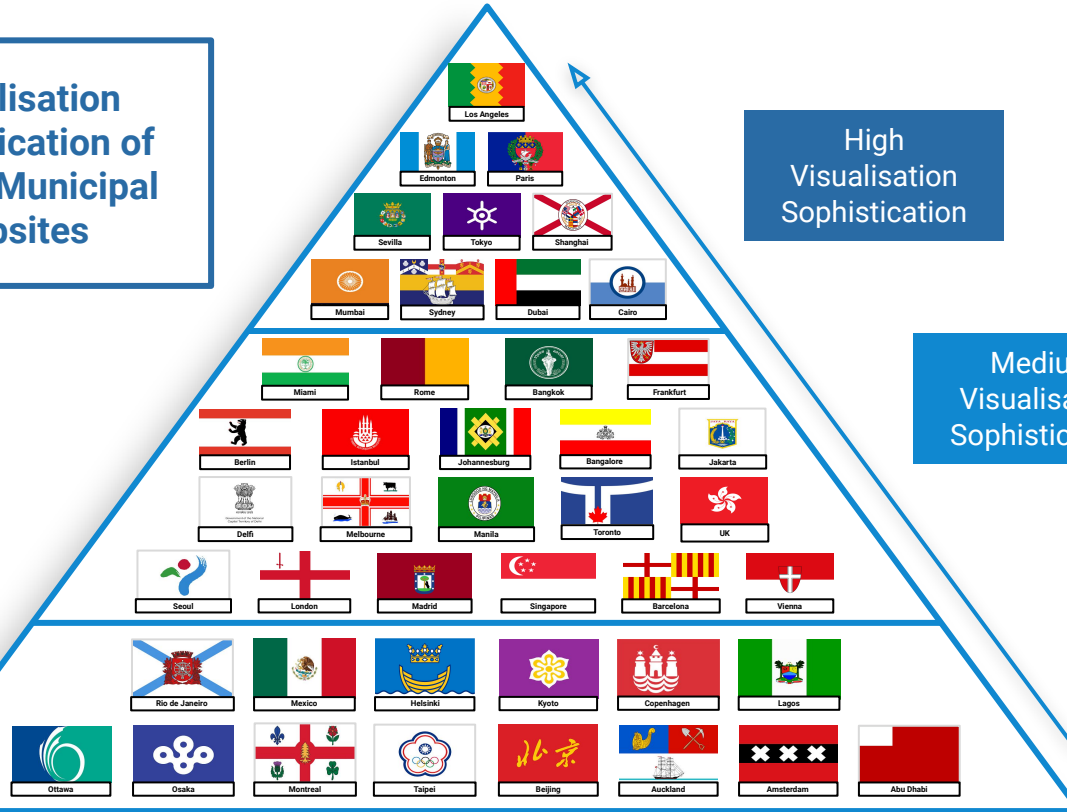 lisation
ication of
Municipal
osites
High
Visualisation
Sophistication
Los Angeles
Edmonton Paris
Sevilla Tokyo Shanghai
Mumbai Sydney Dubai Cairo
Mediu
Visualisa
Sophistic
Miami Rome Bangkok Frankfurt
Berlin Istanbul Johannesburg Bangalore Jakarta
Delfi Melbourne Manila Toronto UK
Seoul London Madrid Singapore Barcelona Vienna
Rio de Janeiro Mexico Helsinki Kyoto Copenhagen Lagos
北京
Ottawa Osaka Montreal Taipei Beijing Auckland Amsterdam Abu Dhabi